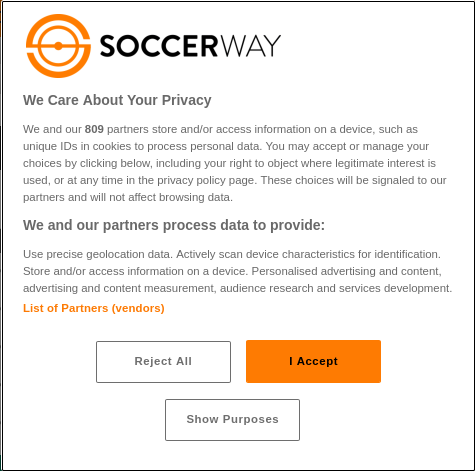 SOCCERWAY
We Care About Your Privacy
We and our 809 partners store and/or access information on a device, such as
unique IDs in cookies to process personal data. You may accept or manage your
choices by clicking below, including your right to object where legitimate interest is
used, or at any time in the privacy policy page. These choices will be signaled to our
partners and will not affect browsing data.
We and our partners process data to provide:
Use precise geolocation data. Actively scan device characteristics for identification.
Store and/or access information on a device. Personalised advertising and content,
advertising and content measurement, audience research and services development.
List of Partners (vendors)
Reject All
I Accept
Show Purposes